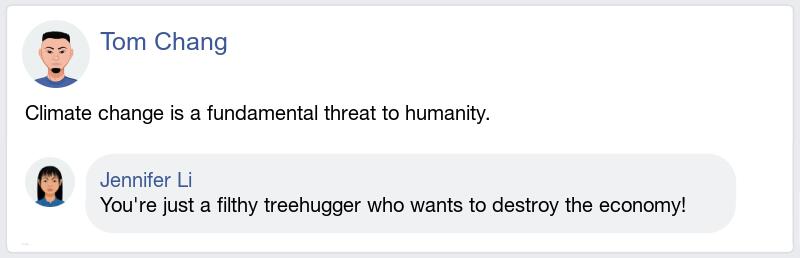 Tom Chang
Climate change is a fundamental threat to humanity.
Jennifer Li
You're just a filthy treehugger who wants to destroy the economy!